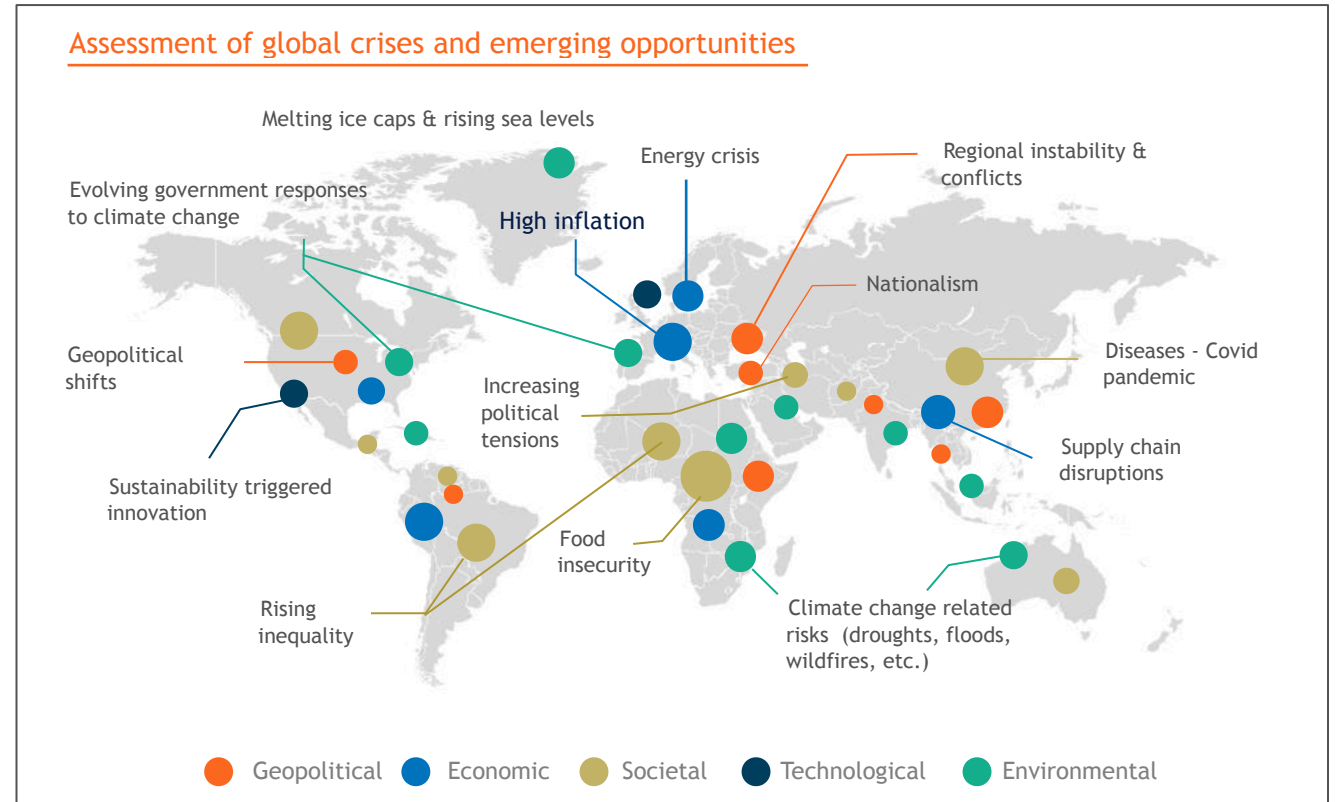 Assessment of global crises and emerging opportunities
Melting ice caps & rising sea levels
Energy crisis
Regional instability &
conflicts
Evolving government responses
to climate change
High inflation
Nationalism
Geopolitical
shifts
Diseases - Covid
pandemic
Increasing
political
tensions
Supply chain
disruptions
Sustainability triggered
innovation
Food
insecurity
Rising
inequality
Climate change related
risks (droughts, floods,
wildfires, etc.)
Geopolitical
Economic
Societal
Technological
Environmental